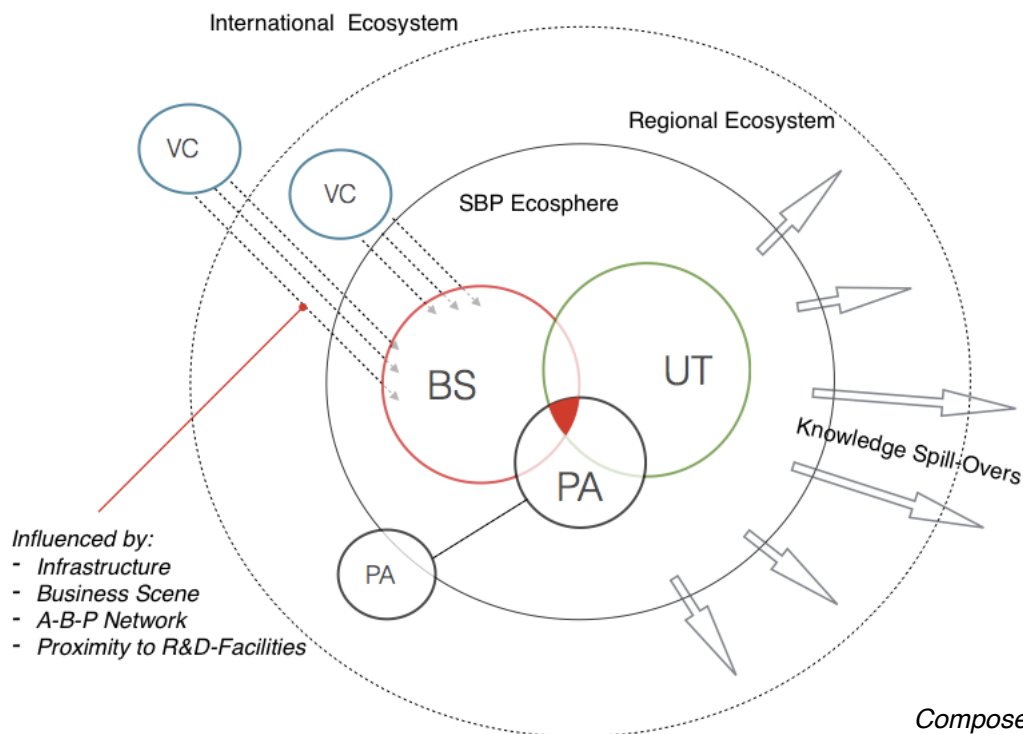 International Ecosystem
Regional Ecosystem
VC
VC
SBP Ecosphere
BS
UT
PA
Knowledge Spill-Overs
PA
Influenced by:
- Infrastructure
- Business Scene
- A-B-P Network
- Proximity to R&D-Facilities
Compose